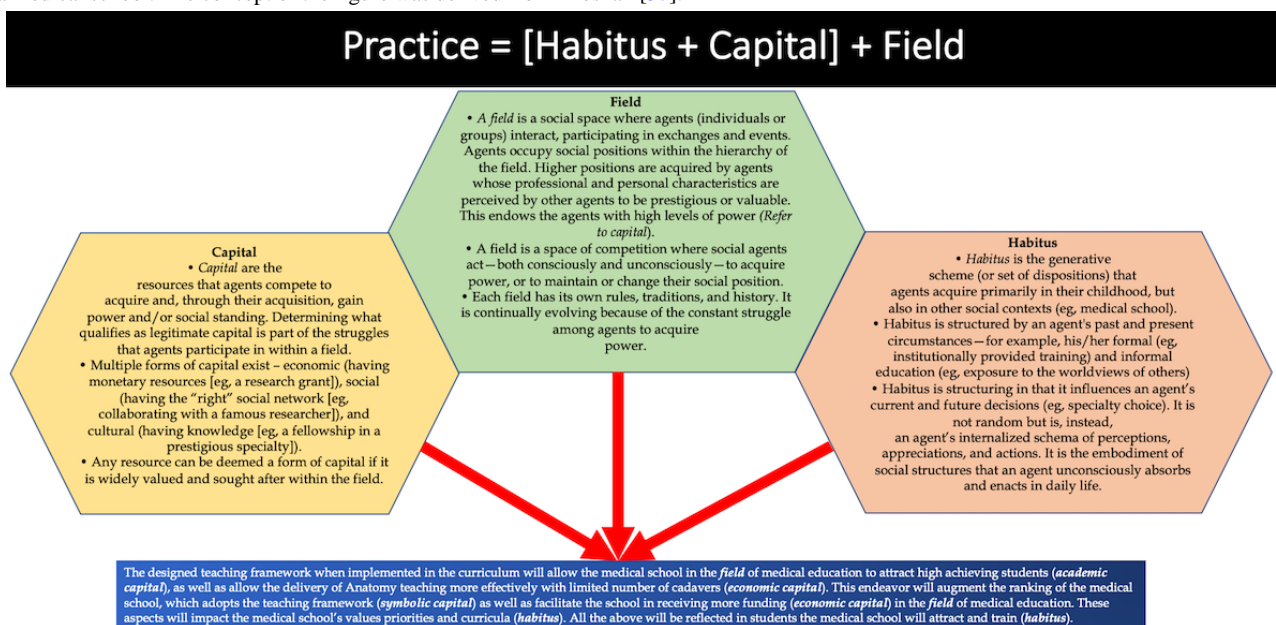 Practice = [Habitus + Capital] + Field
Field
• A field is a social space where agents (individuals or
groups) interact, participating in exchanges and events.
Agents occupy social positions within the hierarchy of
the field. Higher positions are acquired by agents
whose professional and personal characteristics are
perceived by other agents to be prestigious or valuable.
This endows the agents with high levels of power (Refer
to capital).
• A field is a space of competition where social agents
act—both consciously and unconsciously—to acquire
power, or to maintain or change their social position.
• Each field has its own rules, traditions, and history. It
is continually evolving because of the constant struggle
among agents to acquire
power.
Capital
• Capital are the
resources that agents compete to
acquire and, through their acquisition, gain
power and/or social standing. Determining what
qualifies as legitimate capital is part of the struggles
that agents participate in within a field.
• Multiple forms of capital exist – economic (having
monetary resources [eg, a research grant]), social
(having the “right” social network [eg,
collaborating with a famous researcher]), and
cultural (having knowledge [eg, a fellowship in a
prestigious specialty]).
• Any resource can be deemed a form of capital if it
is widely valued and sought after within the field.
Habitus
• Habitus is the generative
scheme (or set of dispositions) that
agents acquire primarily in their childhood, but
also in other social contexts (eg, medical school).
• Habitus is structured by an agent's past and present
circumstances—for example, his/her formal (eg,
institutionally provided training) and informal
education (eg, exposure to the worldviews of others)
• Habitus is structuring in that it influences an agent’s
current and future decisions (eg, specialty choice). It is
not random but is, instead,
an agent’s internalized schema of perceptions,
appreciations, and actions. It is the embodiment of
social structures that an agent unconsciously absorbs
and enacts in daily life.
The designed teaching framework when implemented in the curriculum will allow the medical school in the field of medical education to attract high achieving students (academic
capital), as well as allow the delivery of Anatomy teaching more effectively with limited number of cadavers (economic capital). This endeavor will augment the ranking of the medical
school, which adopts the teaching framework (symbolic capital) as well as facilitate the school in receiving more funding (economic capital) in the field of medical education. These
aspects will impact the medical school’s values priorities and curricula (habitus). All the above will be reflected in students the medical school will attract and train (habitus).